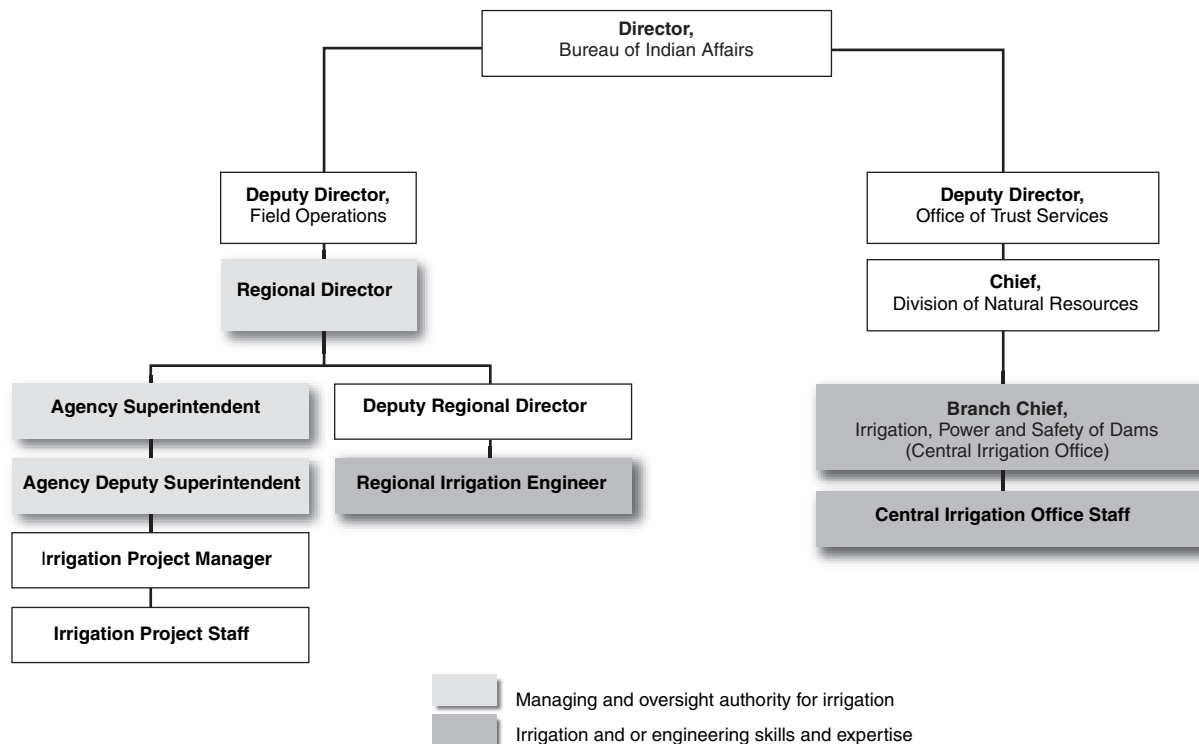 Director,
Bureau of Indian Affairs
Deputy Director,
Field Operations
Regional Director
Agency Superintendent
Agency Deputy Superintendent
Irrigation Project Manager
Irrigation Project Staff
Deputy Regional Director
Regional Irrigation Engineer
Deputy Director,
Office of Trust Services
Chief,
Division of Natural Resources
Branch Chief,
Irrigation, Power and Safety of Dams
(Central Irrigation Office)
Central Irrigation Office Staff
Managing and oversight authority for irrigation
Irrigation and or engineering skills and expertise